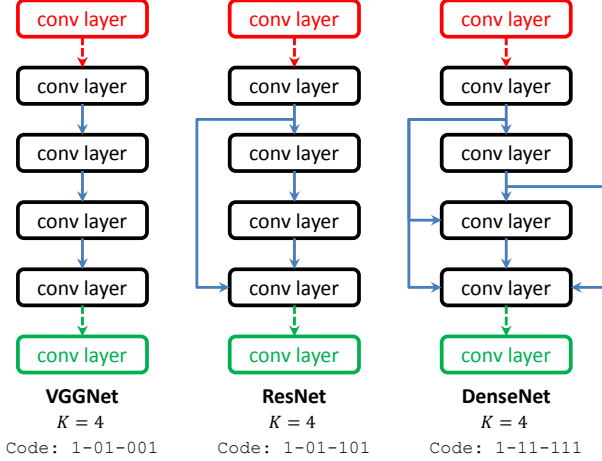 conv layer conv layer conv layer
conv layer conv layer conv layer
conv layer conv layer conv layer
conv layer conv layer conv layer
conv layer conv layer conv layer
conv layer conv layer conv layer
VGGNet ResNet DenseNet
K = 4 K = 4 K = 4
Code: 1-01-001 Code: 1-01-101 Code: 1-11-111